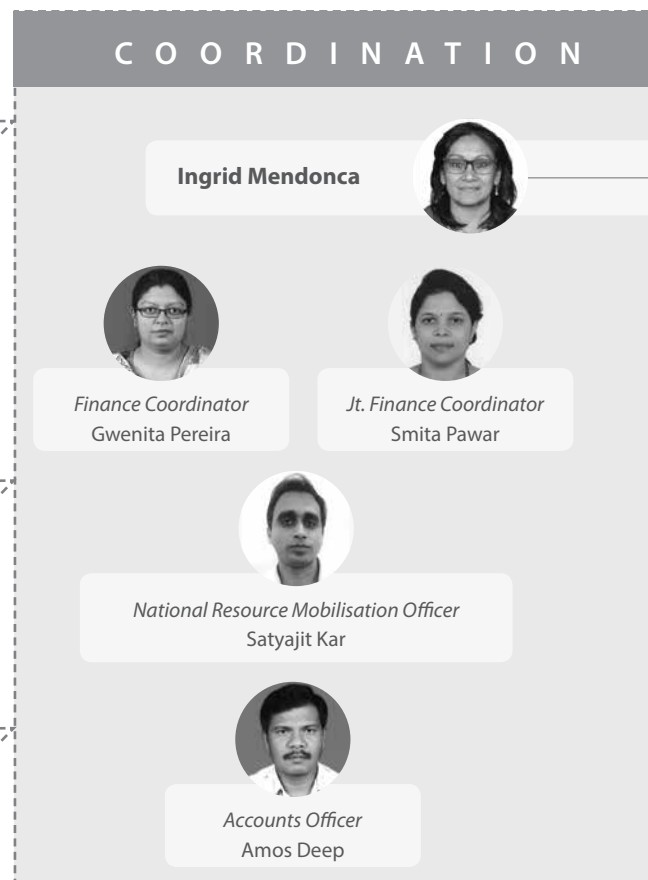 COORDINATION
Ingrid Mendonca
Finance Coordinator
Gwenita Pereira
Jt. Finance Coordinator
Smita Pawar
National Resource Mobilisation Officer
Satyajit Kar
Accounts Officer
Amos Deep